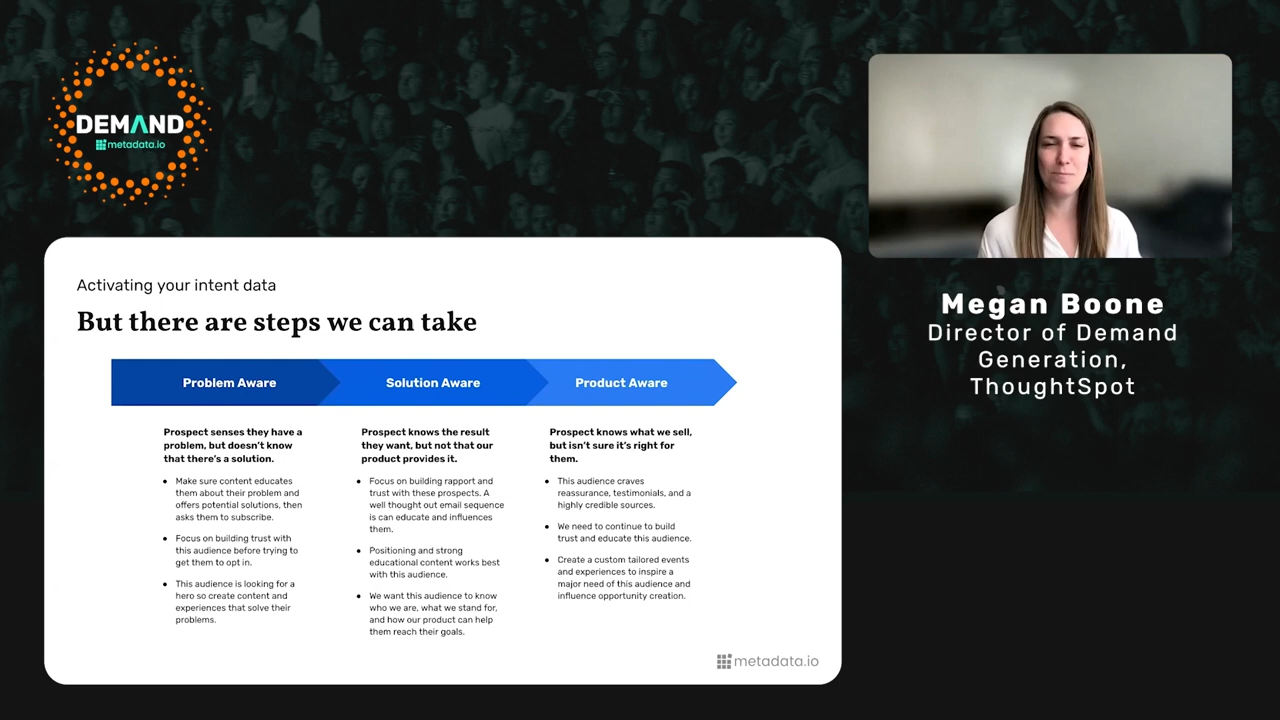 DEMAND
metadata.io
Activating your intent data
But there are steps we can take
Problem Aware
Solution Aware
Product Aware
Prospect senses they have a
problem, but doesn't know
that there's a solution.
Make sure content educates
them about their problem and
offers potential solutions, then
asks them to subscribe.
Focus on building trust with
this audience before trying to
get them to opt in.
This audience is looking for a
hero so create content and
experiences that solve their
problems.
Prospect knows the result
they want, but not that our
product provides it.
Focus on building rapport and
trust with these prospects. A
well thought out email sequence
is can educate and influences
them.
Positioning and strong
educational content works best
with this audience.
We want this audience to know
who we are, what we stand for,
and how our product can help
them reach their goals.
Prospect knows what we sell,
but isn't sure it's right for
them.
This audience craves
reassurance, testimonials, and a
highly credible sources.
We need to continue to build
trust and educate this audience.
Create a custom tailored events
and experiences to inspire a
major need of this audience and
influence opportunity creation.
metadata.io
Megan Boone
Director of Demand
Generation,
ThoughtSpot